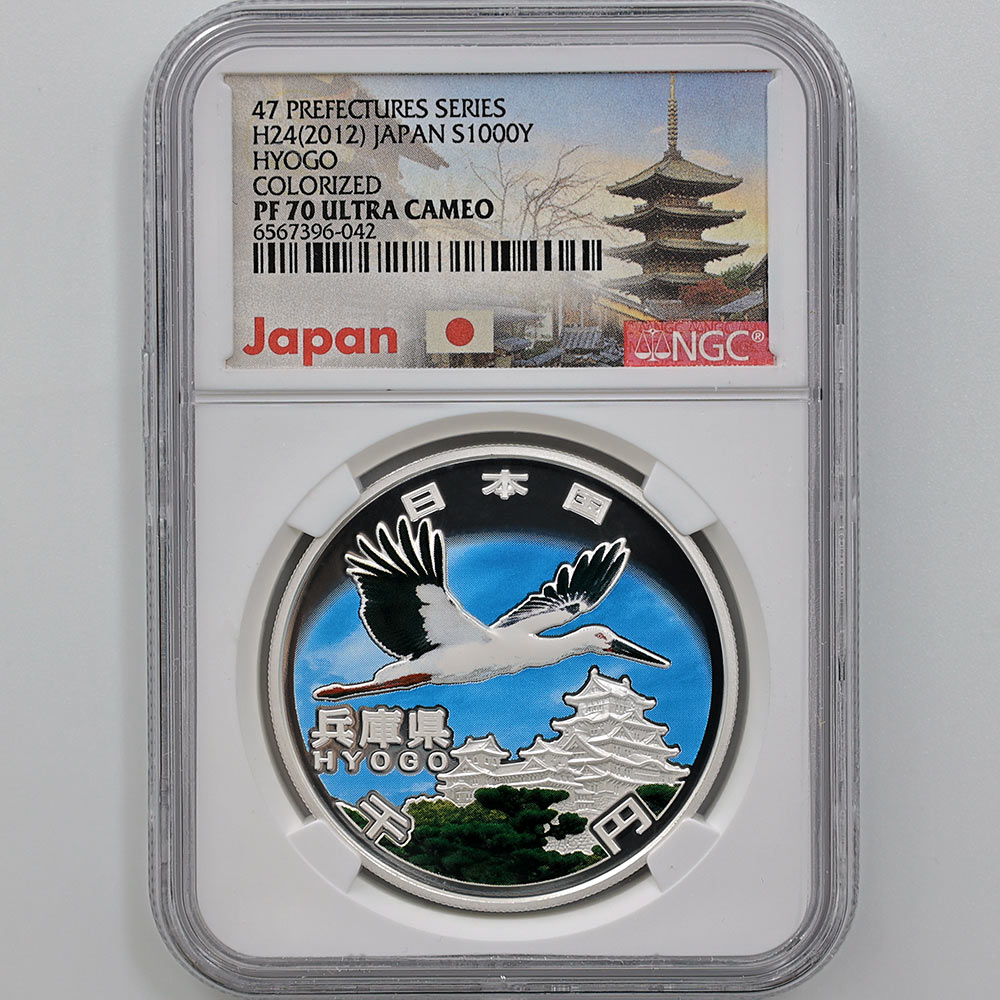 47 PREFECTURES SERIES
H24(2012) JAPAN S1000Y
HYOGO
COLORIZED
PF 70 ULTRA CAMEO
6567396-042
Japan
NGC®
日本国
兵庫県
HYOGO
千円